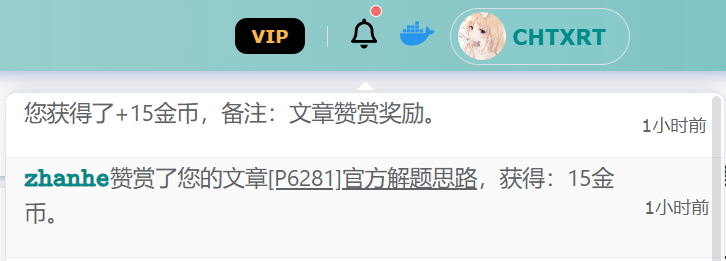 VIP
CHTXRT
您获得了+15金币，备注：文章赞赏奖励。
1小时前
zhanhe赞赏了您的文章[P6281]官方解题思路，获得：15金
币。
1小时前